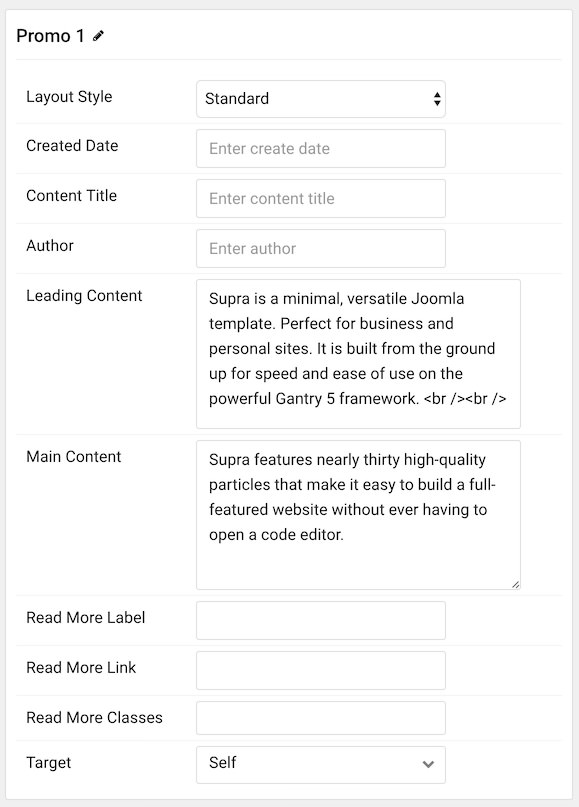 Promo 1
Layout Style
Standard
Created Date
Enter create date
Content Title
Enter content title
Author
Enter author
Leading Content
Supra is a minimal, versatile Joomla
template. Perfect for business and
personal sites. It is built from the ground
up for speed and ease of use on the
powerful Gantry 5 framework. <br /><br />
Main Content
Supra features nearly thirty high-quality
particles that make it easy to build a full-
featured website without ever having to
open a code editor.
Read More Label
Read More Link
Read More Classes
Target
Self